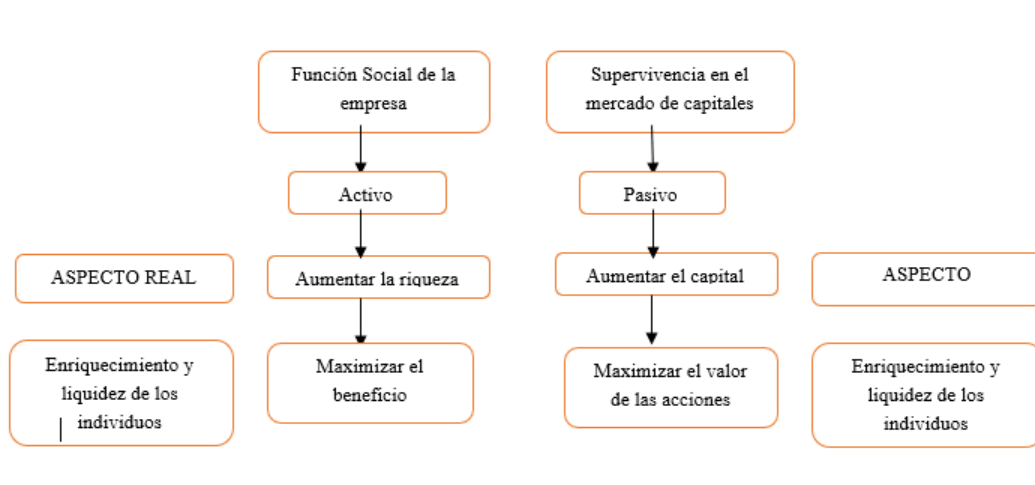 Función Social de la
empresa
Supervivencia en el
mercado de capitales
Activo
Pasivo
ASPECTO REAL
Aumentar la riqueza
Aumentar el capital
ASPECTO
Enriquecimiento y
liquidez de los
individuos
Maximizar el
beneficio
Maximizar el valor
de las acciones
Enriquecimiento y
liquidez de los
individuos